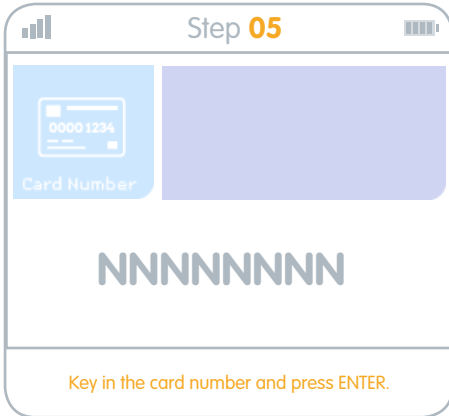 Step 05
00001234
Card Number
NNNNNNNN
Key in the card number and press ENTER.